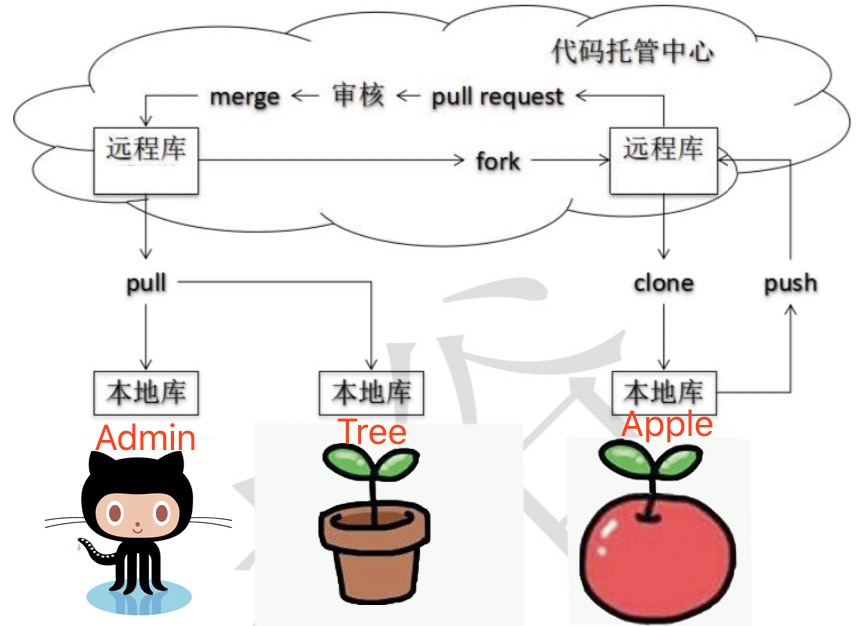 代码托管中心
merge
审核
pull request
远程库
fork
远程库
pull
clone
push
本地库
本地库
本地库
Admin
Tree
Apple